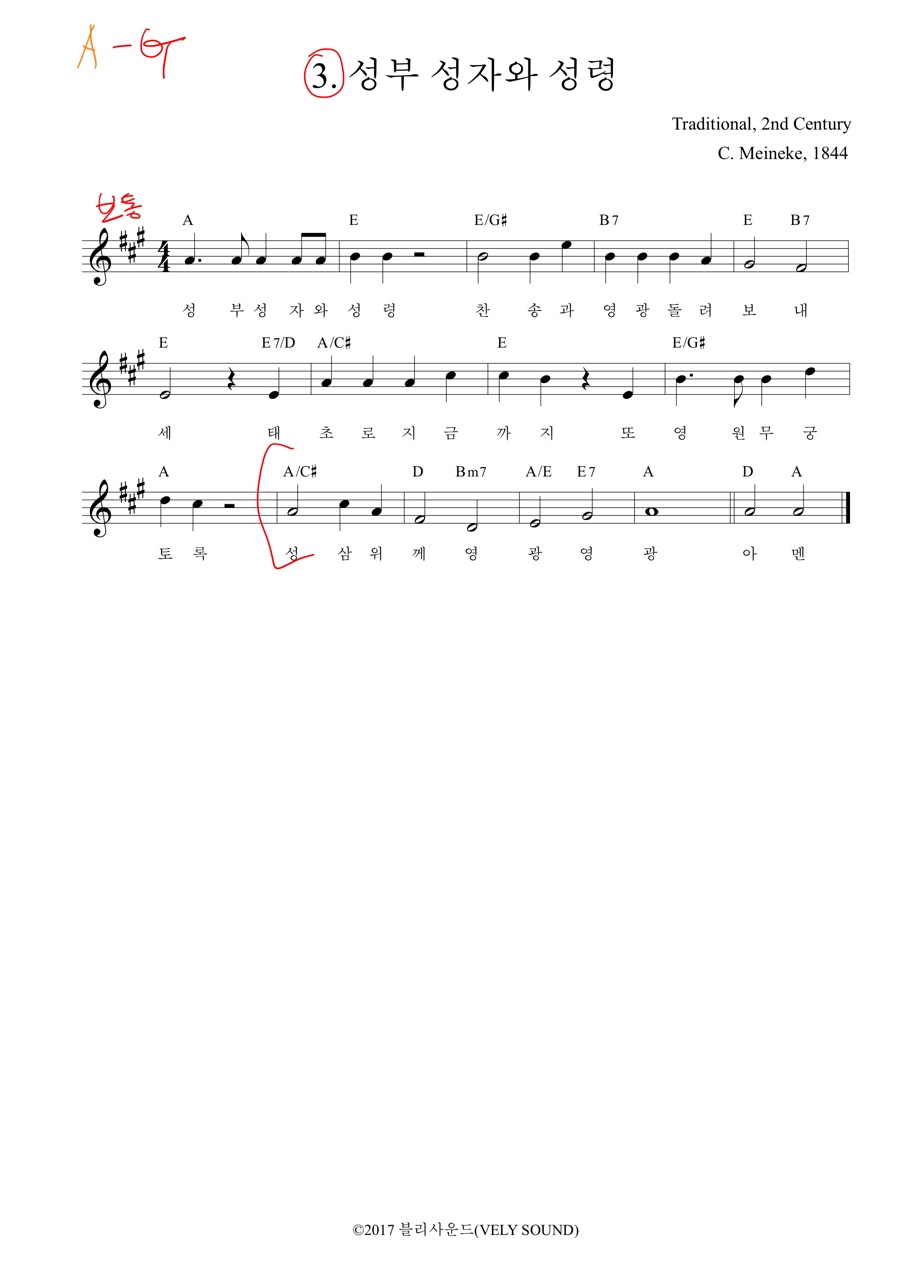 A - G
3. 성부 성자와 성령
Traditional, 2nd Century
C. Meineke, 1844
보통
A E E/G♯ B7 E B7
성 부 성 자 와 성 령 찬 송 과 영 광 돌 려 보 내
E E7/D A/C♯ E E/G♯
세 태 초 로 지 금 까 지 또 영 원 무 궁
A A/C♯ D Bm7 A/E E7 A D A
토 록 성 삼 위 께 영 광 영 광 아 멘
©2017 블리사운드(VELY SOUND)